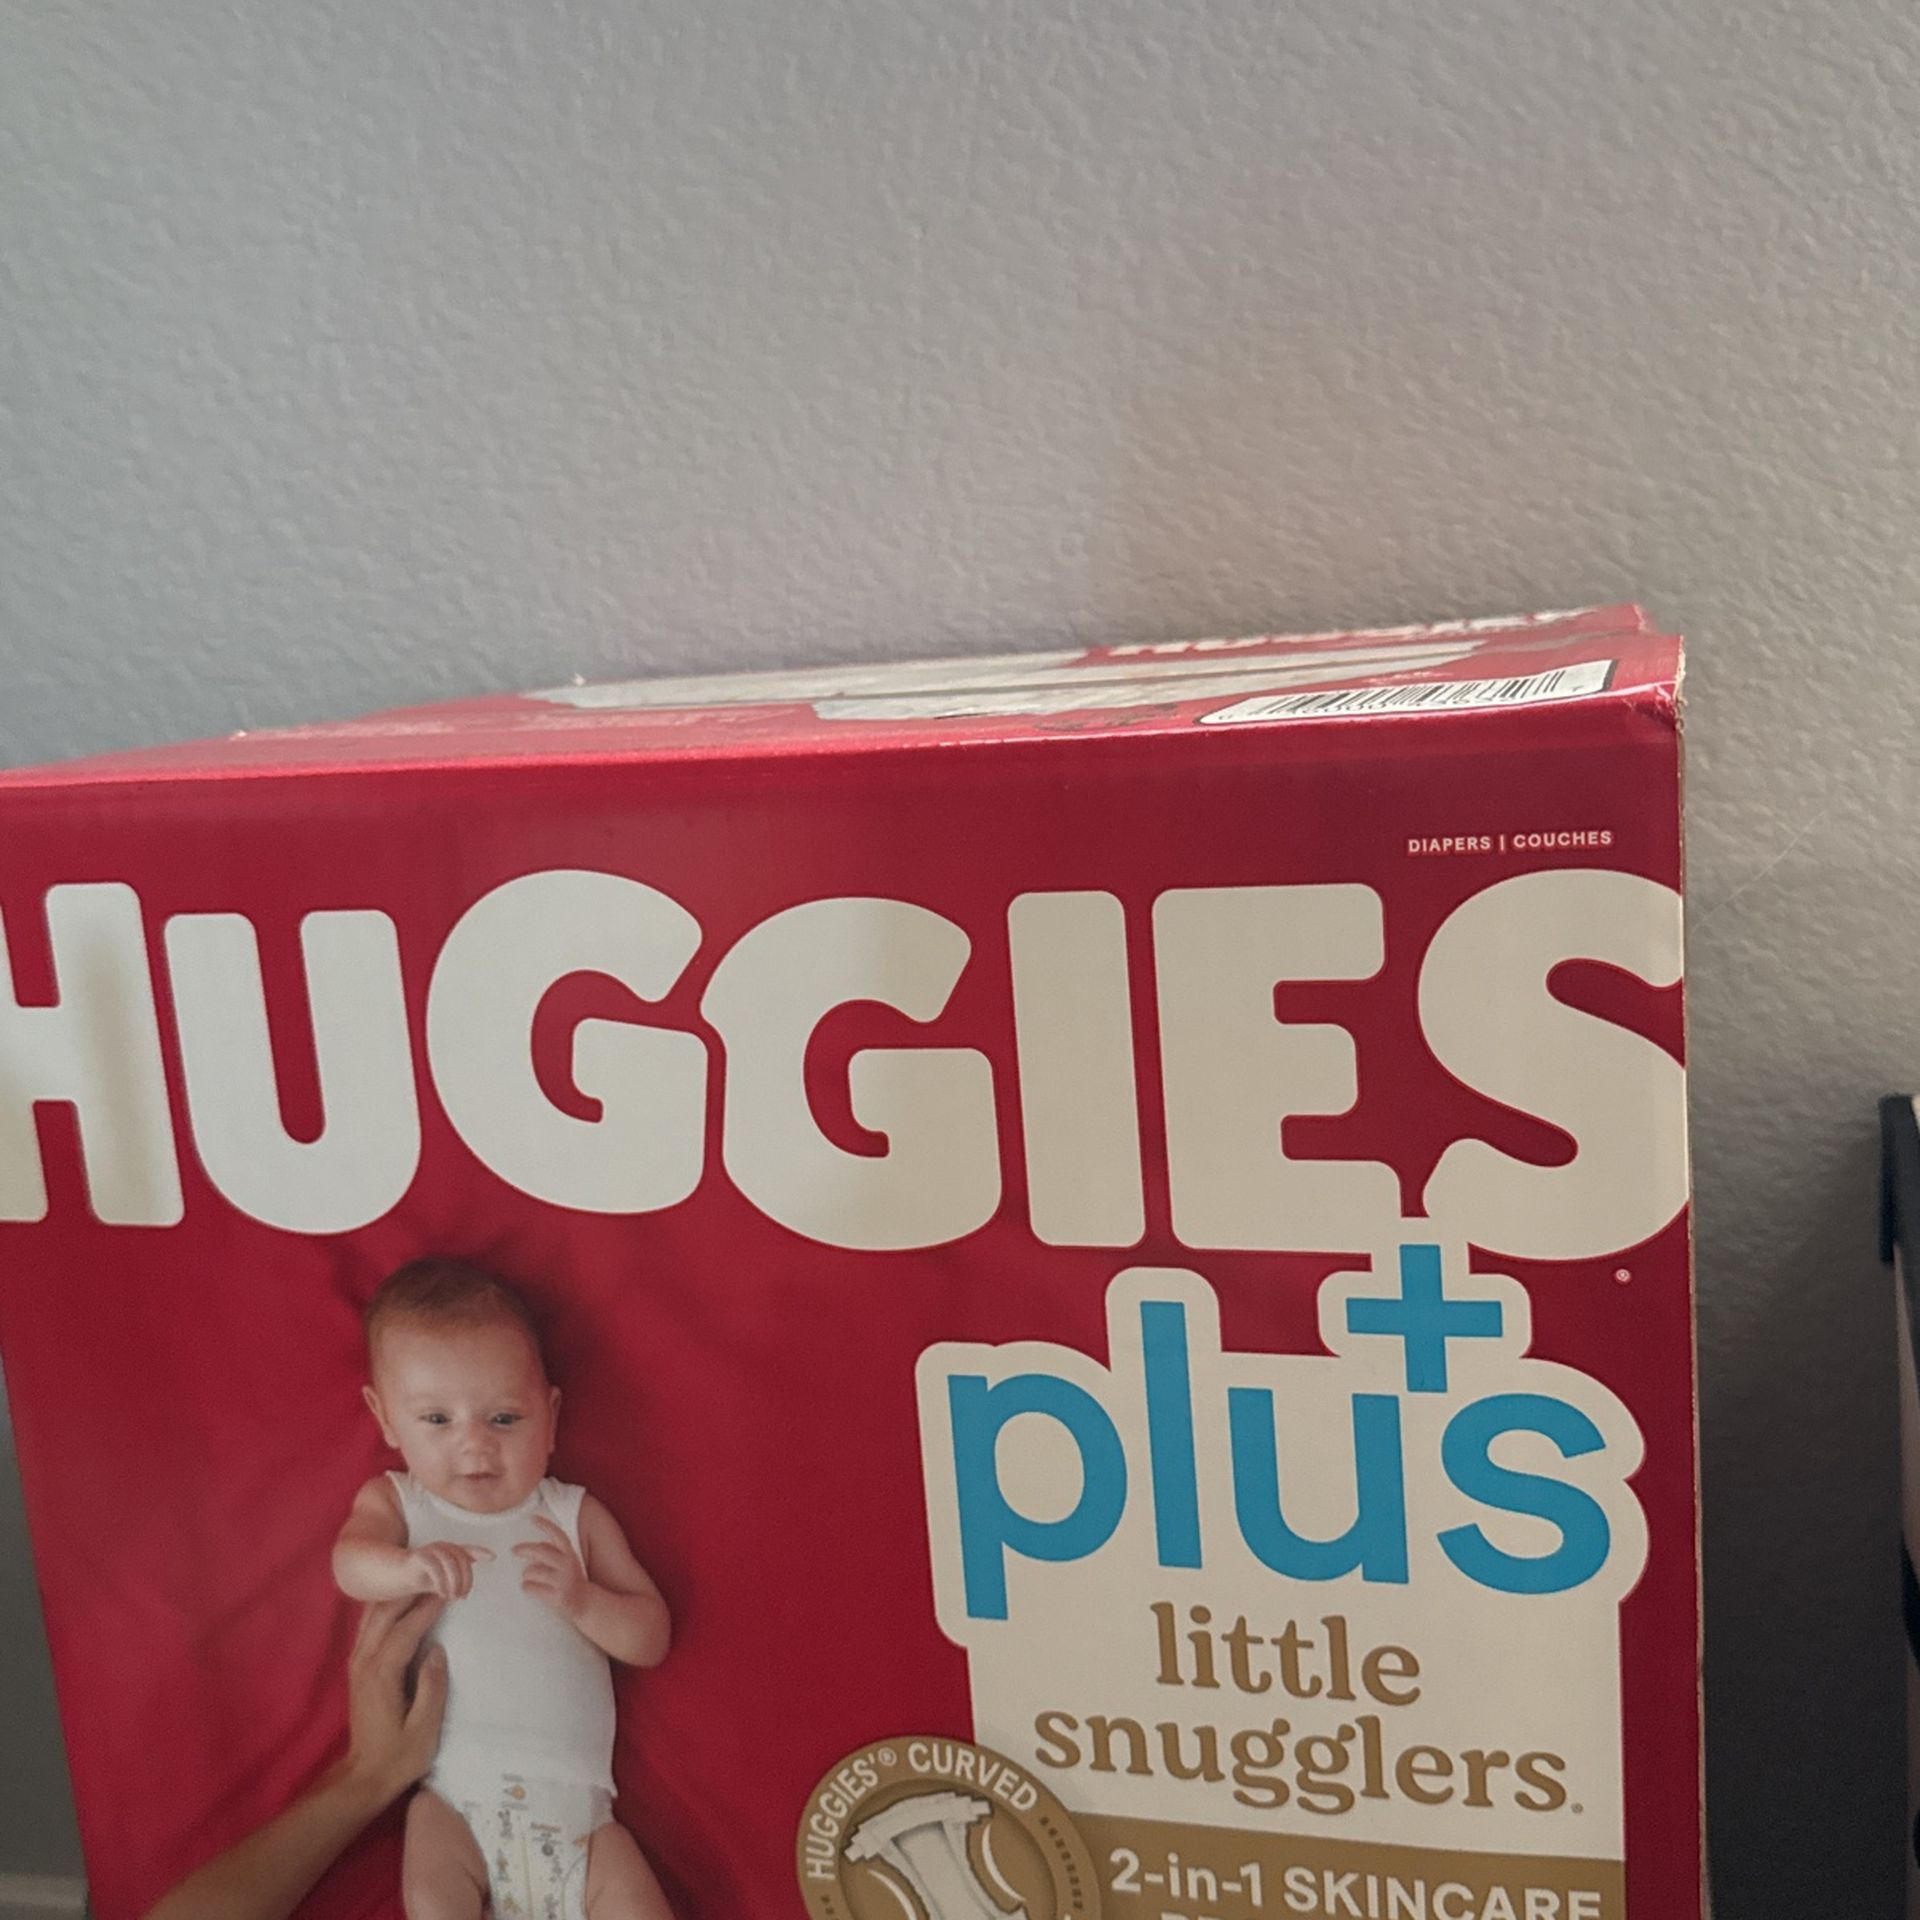 DIAPERS | COUCHES
HUGGIES®
plus+
little
snugglers®
HUGGIES'® CURVED
2-in-1 SKINCARE